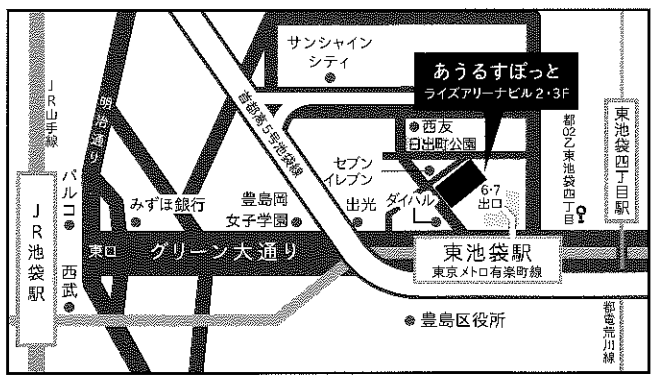 サンシャイン
シティ
あうるすぽっと
ライズアリーナビル2・3F
JR山手線
明治通り
首都高5号池袋線
西友
日出町公園
都02乙東池袋四丁目
東池袋四丁目駅
セブン
イレブン
パルコ
みずほ銀行
豊島岡
女子学園
出光
ダイハツ
6・7
出口
JR池袋駅
東口
グリーン大通り
東池袋駅
東京メトロ有楽町線
西武
豊島区役所
都電荒川線